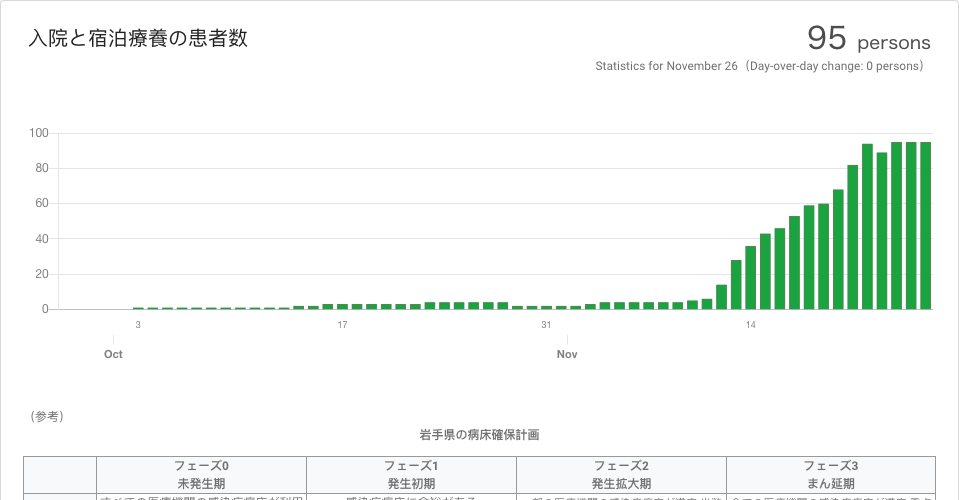 入院と宿泊療養の患者数
95 persons
Statistics for November 26（Day-over-day change: 0 persons）
100
80
60
40
20
0
3 17 31 14
Oct Nov
(参考)
岩手県の病床確保計画
フェーズ0 フェーズ1 フェーズ2 フェーズ3
未発生期 発生初期 発生拡大期 まん延期